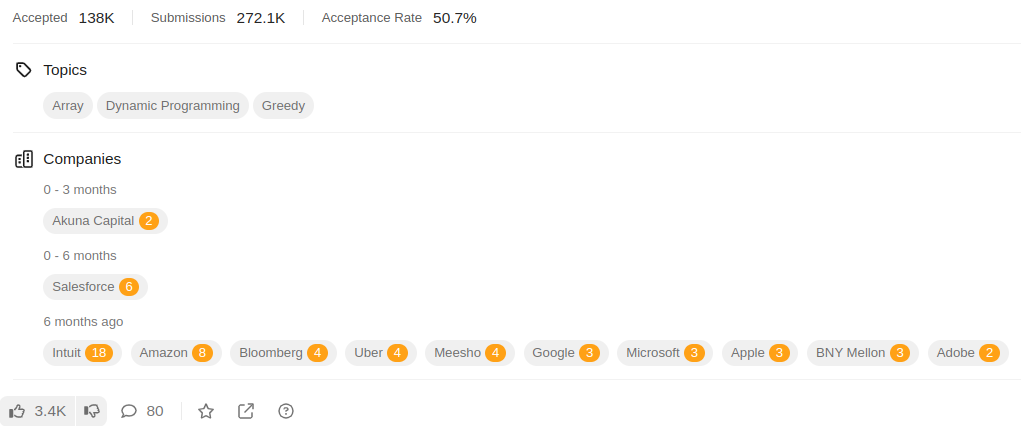 Accepted 138K Submissions 272.1K Acceptance Rate 50.7%
Topics
Array Dynamic Programming Greedy
Companies
0 - 3 months
Akuna Capital 2
0 - 6 months
Salesforce 6
6 months ago
Intuit 18 Amazon 8 Bloomberg 4 Uber 4 Meesho 4 Google 3 Microsoft 3 Apple 3 BNY Mellon 3 Adobe 2
3.4K 80